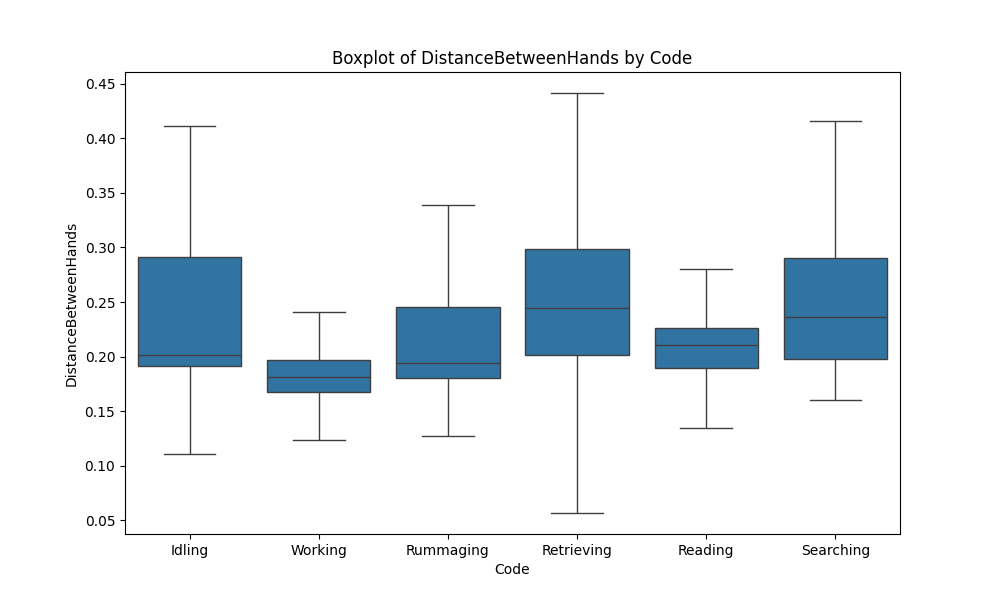 Boxplot of DistanceBetweenHands by Code
DistanceBetweenHands
0.45
0.40
0.35
0.30
0.25
0.20
0.15
0.10
0.05
Idling Working Rummaging Retrieving Reading Searching
Code